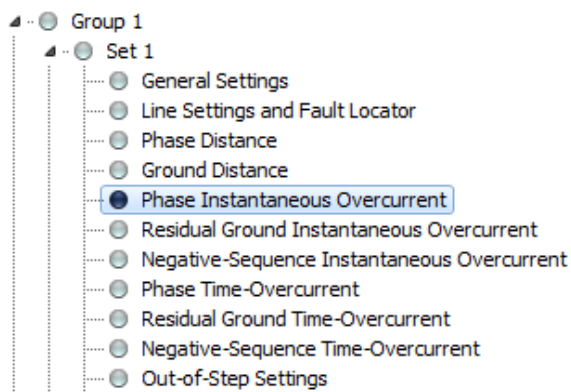 Group 1
Set 1
General Settings
Line Settings and Fault Locator
Phase Distance
Ground Distance
Phase Instantaneous Overcurrent
Residual Ground Instantaneous Overcurrent
Negative-Sequence Instantaneous Overcurrent
Phase Time-Overcurrent
Residual Ground Time-Overcurrent
Negative-Sequence Time-Overcurrent
Out-of-Step Settings